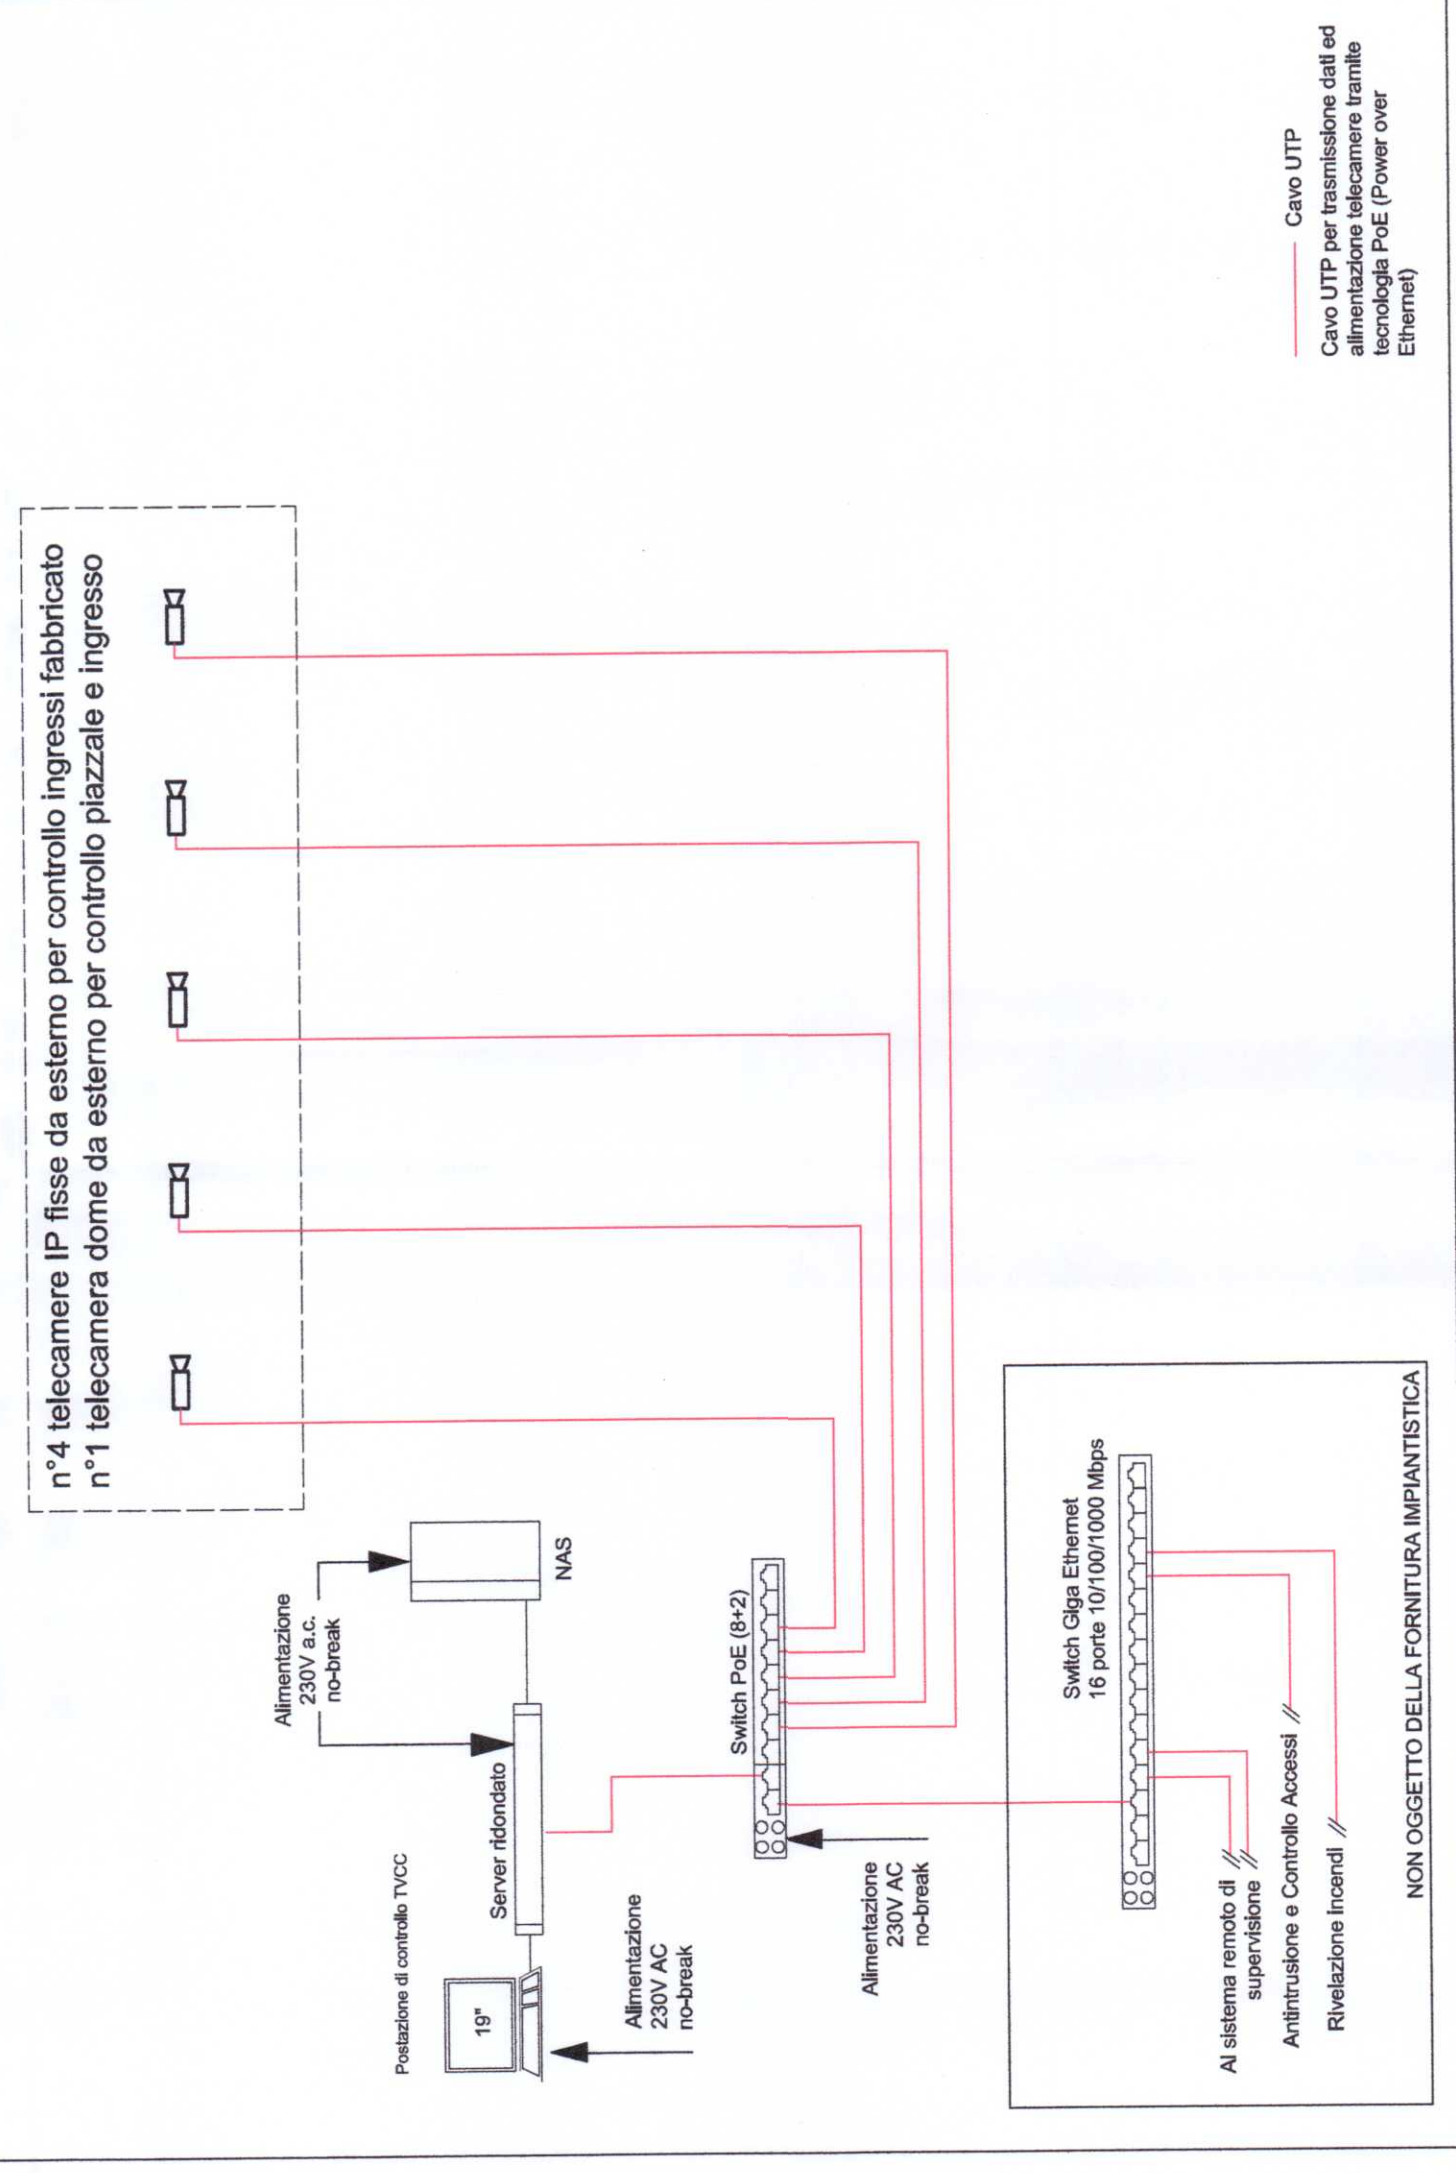 n°4 telecamere IP fisse da esterno per controllo ingressi fabbricato
n°1 telecamera dome da esterno per controllo piazzale e ingresso
Alimentazione
230V a.c.
no-break
NAS
Postazione di controllo TVCC
19"
Server ridondato
Alimentazione
230V AC
no-break
Switch PoE (8+2)
Alimentazione
230V AC
no-break
Switch Giga Ethernet
16 porte 10/100/1000 Mbps
Al sistema remoto di
supervisione
Antintrusione e Controllo Accessi
Rivelazione Incendi
NON OGGETTO DELLA FORNITURA IMPIANTISTICA
Cavo UTP
Cavo UTP per trasmissione dati ed
alimentazione telecamere tramite
tecnologia PoE (Power over
Ethernet)